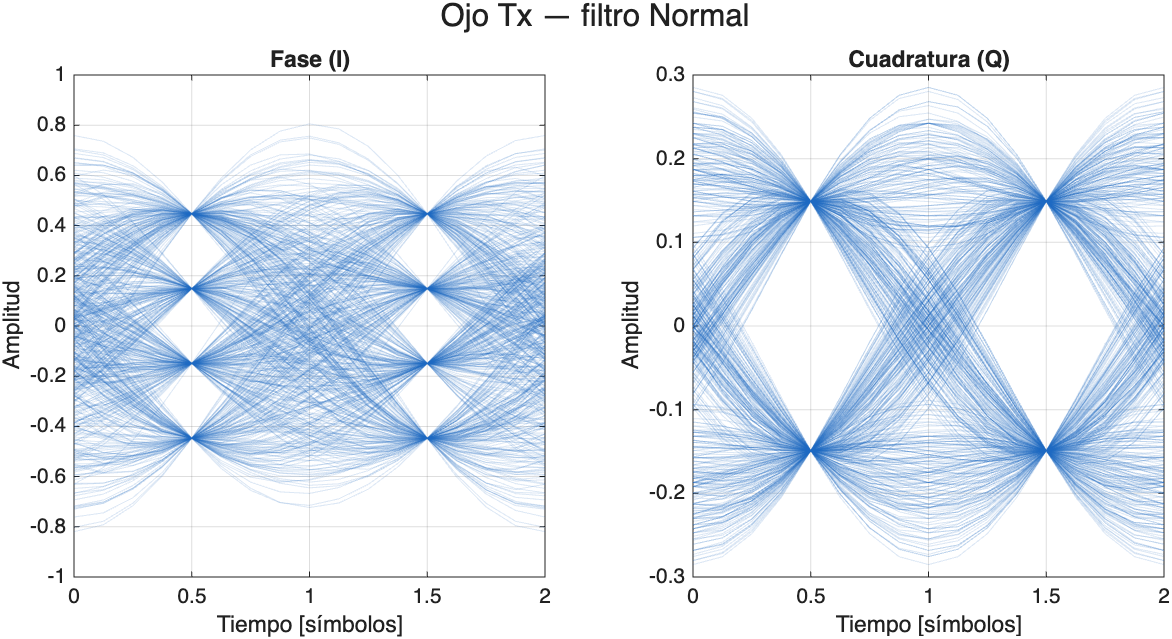 Ojo Tx — filtro Normal
Fase (I)
1
0.8
0.6
0.4
0.2
0
-0.2
-0.4
-0.6
-0.8
-1
Amplitud
0 0.5 1 1.5 2
Tiempo [símbolos]
Cuadratura (Q)
0.3
0.2
0.1
0
-0.1
-0.2
-0.3
Amplitud
0 0.5 1 1.5 2
Tiempo [símbolos]